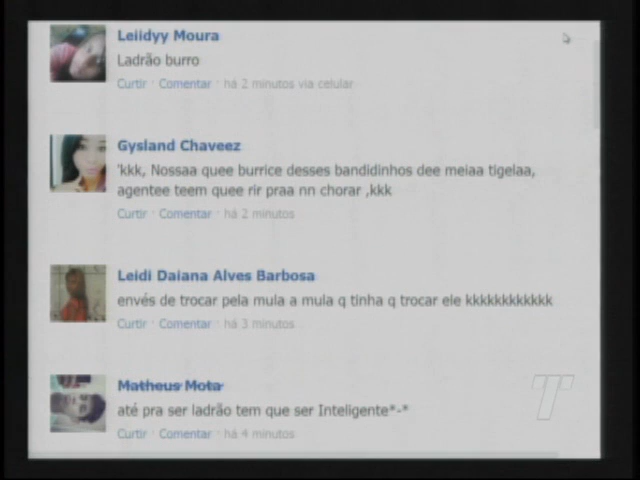 Leiidyy Moura
Ladrão burro
Curtir · Comentar · há 2 minutos via celular
Gysland Chaveez
'kkk, Nossaa quee burrice desses bandidinhos dee meiaa tigelaa,
agentee teem quee rir praa nn chorar ,kkk
Curtir · Comentar · há 2 minutos
Leidi Daiana Alves Barbosa
envés de trocar pela mula a mula q tinha q trocar ele kkkkkkkkkkkk
Curtir · Comentar · há 3 minutos
Matheus Mota
até pra ser ladrão tem que ser Inteligente*-*
Curtir · Comentar · há 4 minutos
T